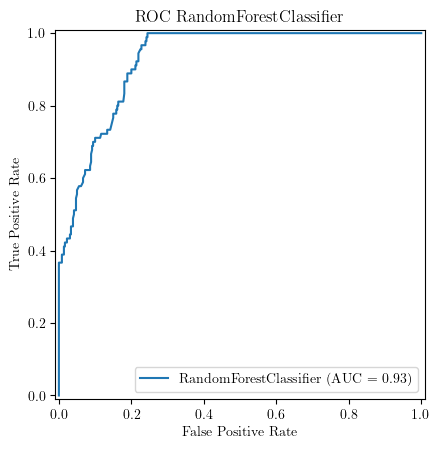 ROC RandomForestClassifier
1.0
0.8
0.6
0.4
0.2
0.0
True Positive Rate
RandomForestClassifier (AUC = 0.93)
0.0 0.2 0.4 0.6 0.8 1.0
False Positive Rate